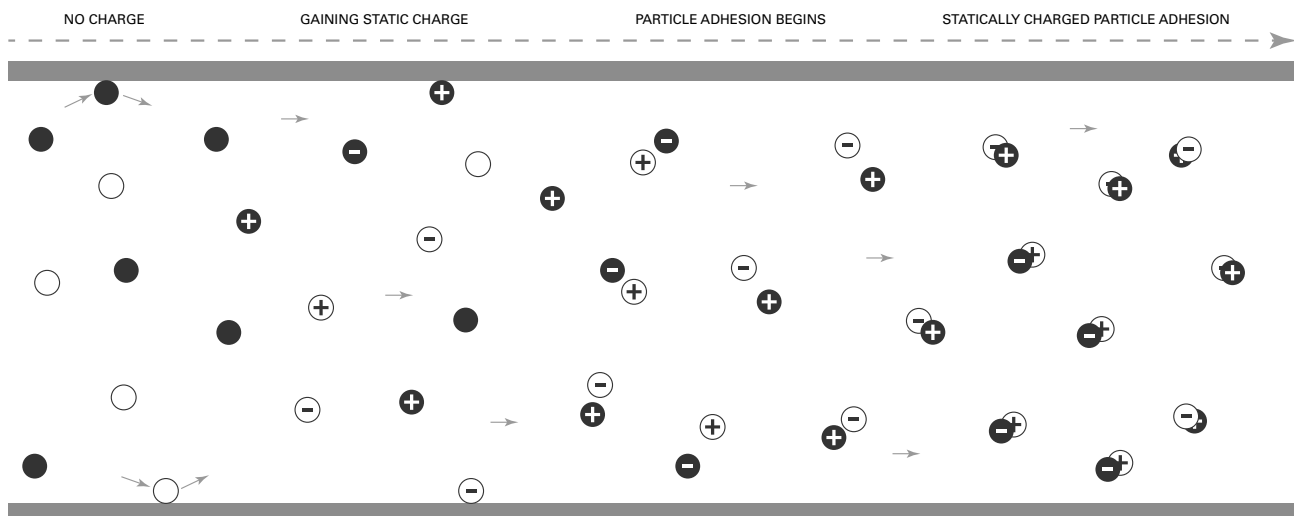 NO CHARGE
GAINING STATIC CHARGE
PARTICLE ADHESION BEGINS
STATICALLY CHARGED PARTICLE ADHESION